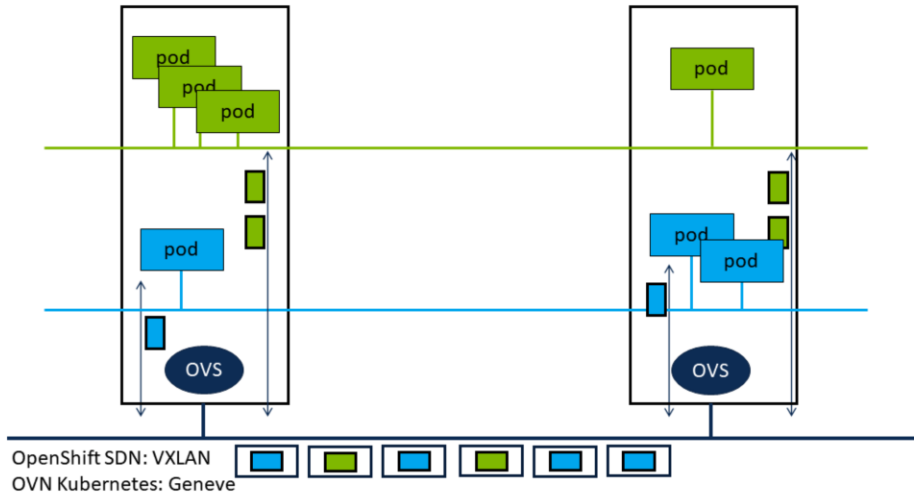 pod
pod
pod
pod
pod
pod
pod
OVS
OVS
OpenShift SDN: VXLAN
OVN Kubernetes: Geneve